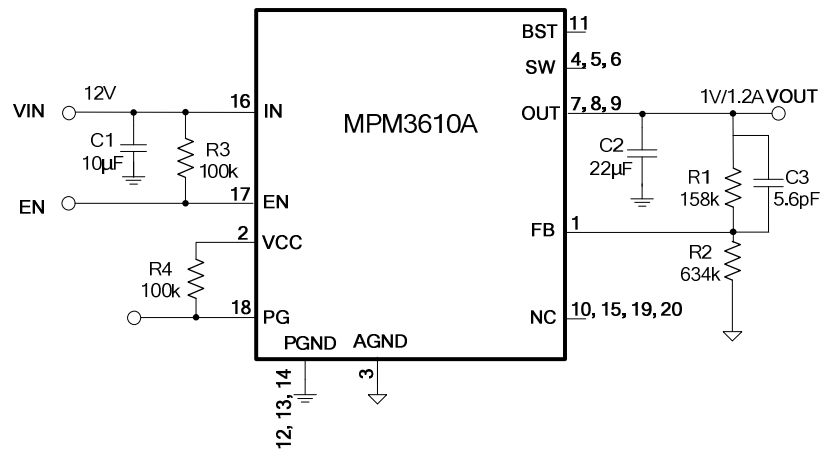 BST
11
SW
4, 5, 6
VIN
12V
16
IN
MPM3610A
OUT
7, 8, 9
1V/1.2A VOUT
C1
10µF
R3
100k
C2
22µF
R1
158k
C3
5.6pF
EN
17
EN
2
VCC
FB
1
R4
100k
R2
634k
18
PG
NC
10, 15, 19, 20
PGND
AGND
12, 13, 14
3